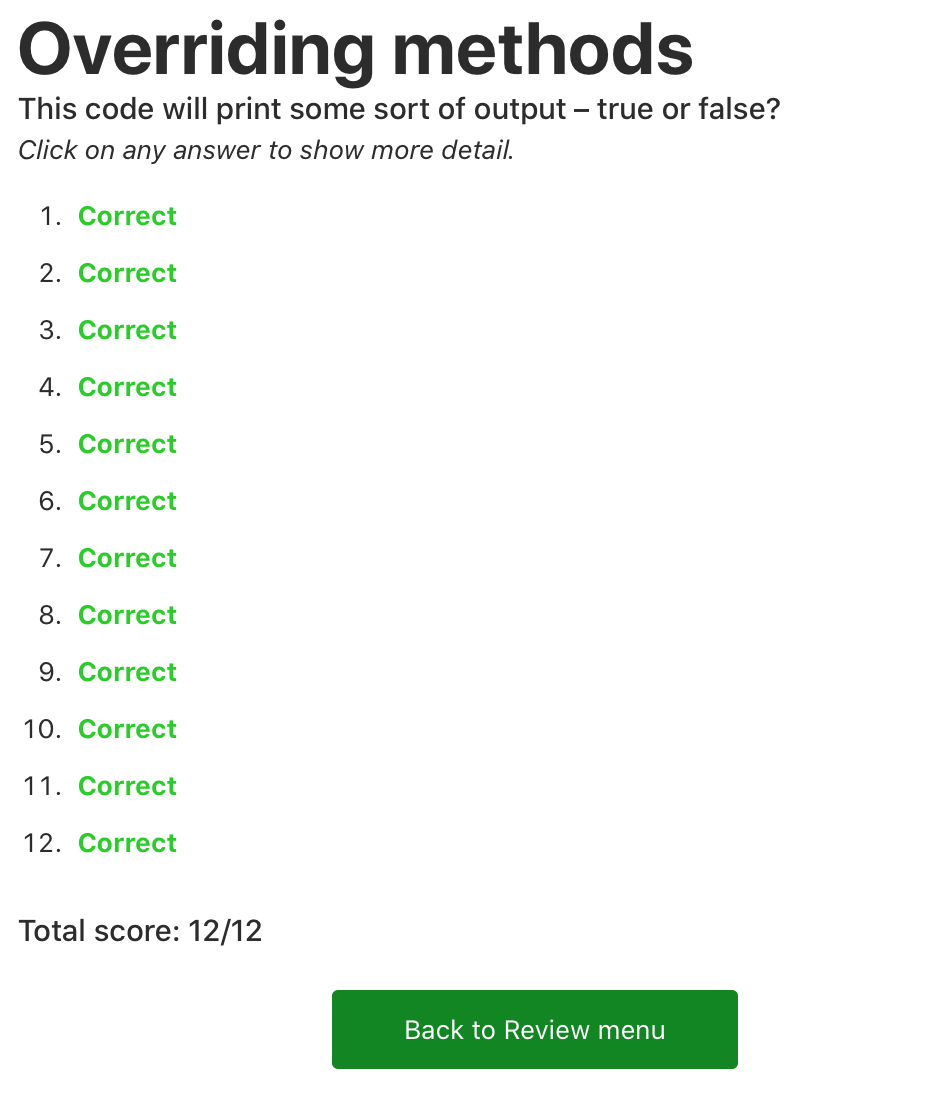 Overriding methods
This code will print some sort of output – true or false?
Click on any answer to show more detail.
1. Correct
2. Correct
3. Correct
4. Correct
5. Correct
6. Correct
7. Correct
8. Correct
9. Correct
10. Correct
11. Correct
12. Correct
Total score: 12/12
Back to Review menu